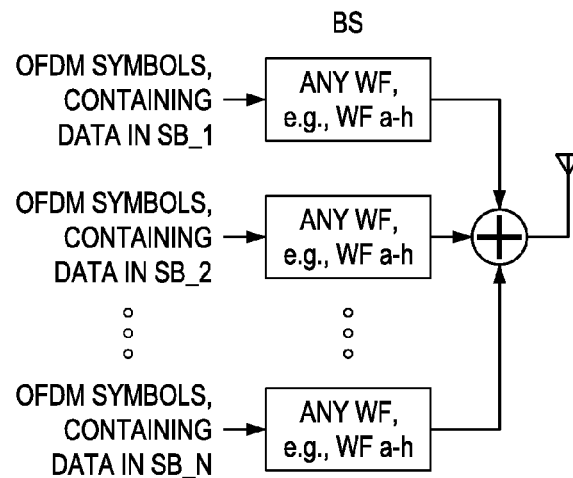 BS
OFDM SYMBOLS,
CONTAINING
DATA IN SB_1
ANY WF,
e.g., WF a-h
OFDM SYMBOLS,
CONTAINING
DATA IN SB_2
ANY WF,
e.g., WF a-h
OFDM SYMBOLS,
CONTAINING
DATA IN SB_N
ANY WF,
e.g., WF a-h